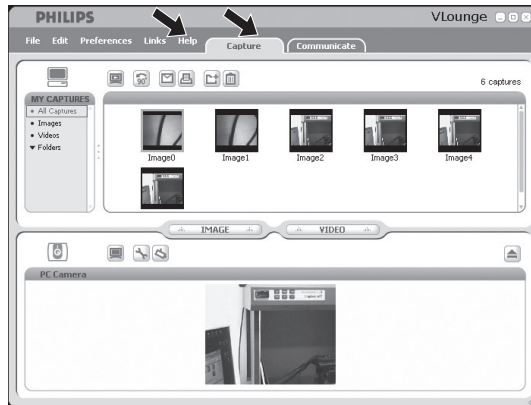 PHILIPS
VLounge
File Edit Preferences Links Help
Capture
Communicate
90°
6 captures
MY CAPTURES
All Captures
Images
Videos
Folders
Image0 Image1 Image2 Image3 Image4
IMAGE
VIDEO
PC Camera